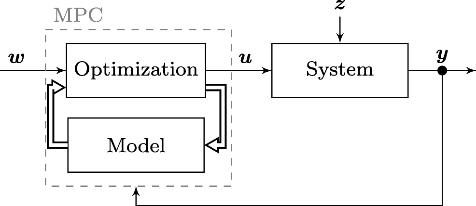 MPC
z
w
Optimization
u
System
y
Model